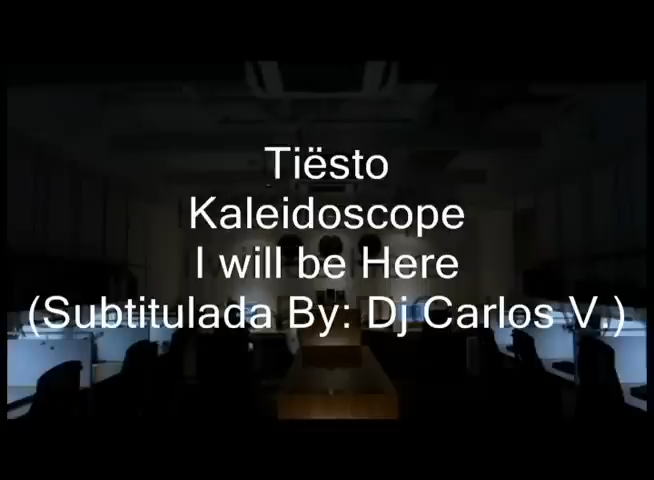 Tiësto
Kaleidoscope
I will be Here
(Subtitulada By: Dj Carlos V.)